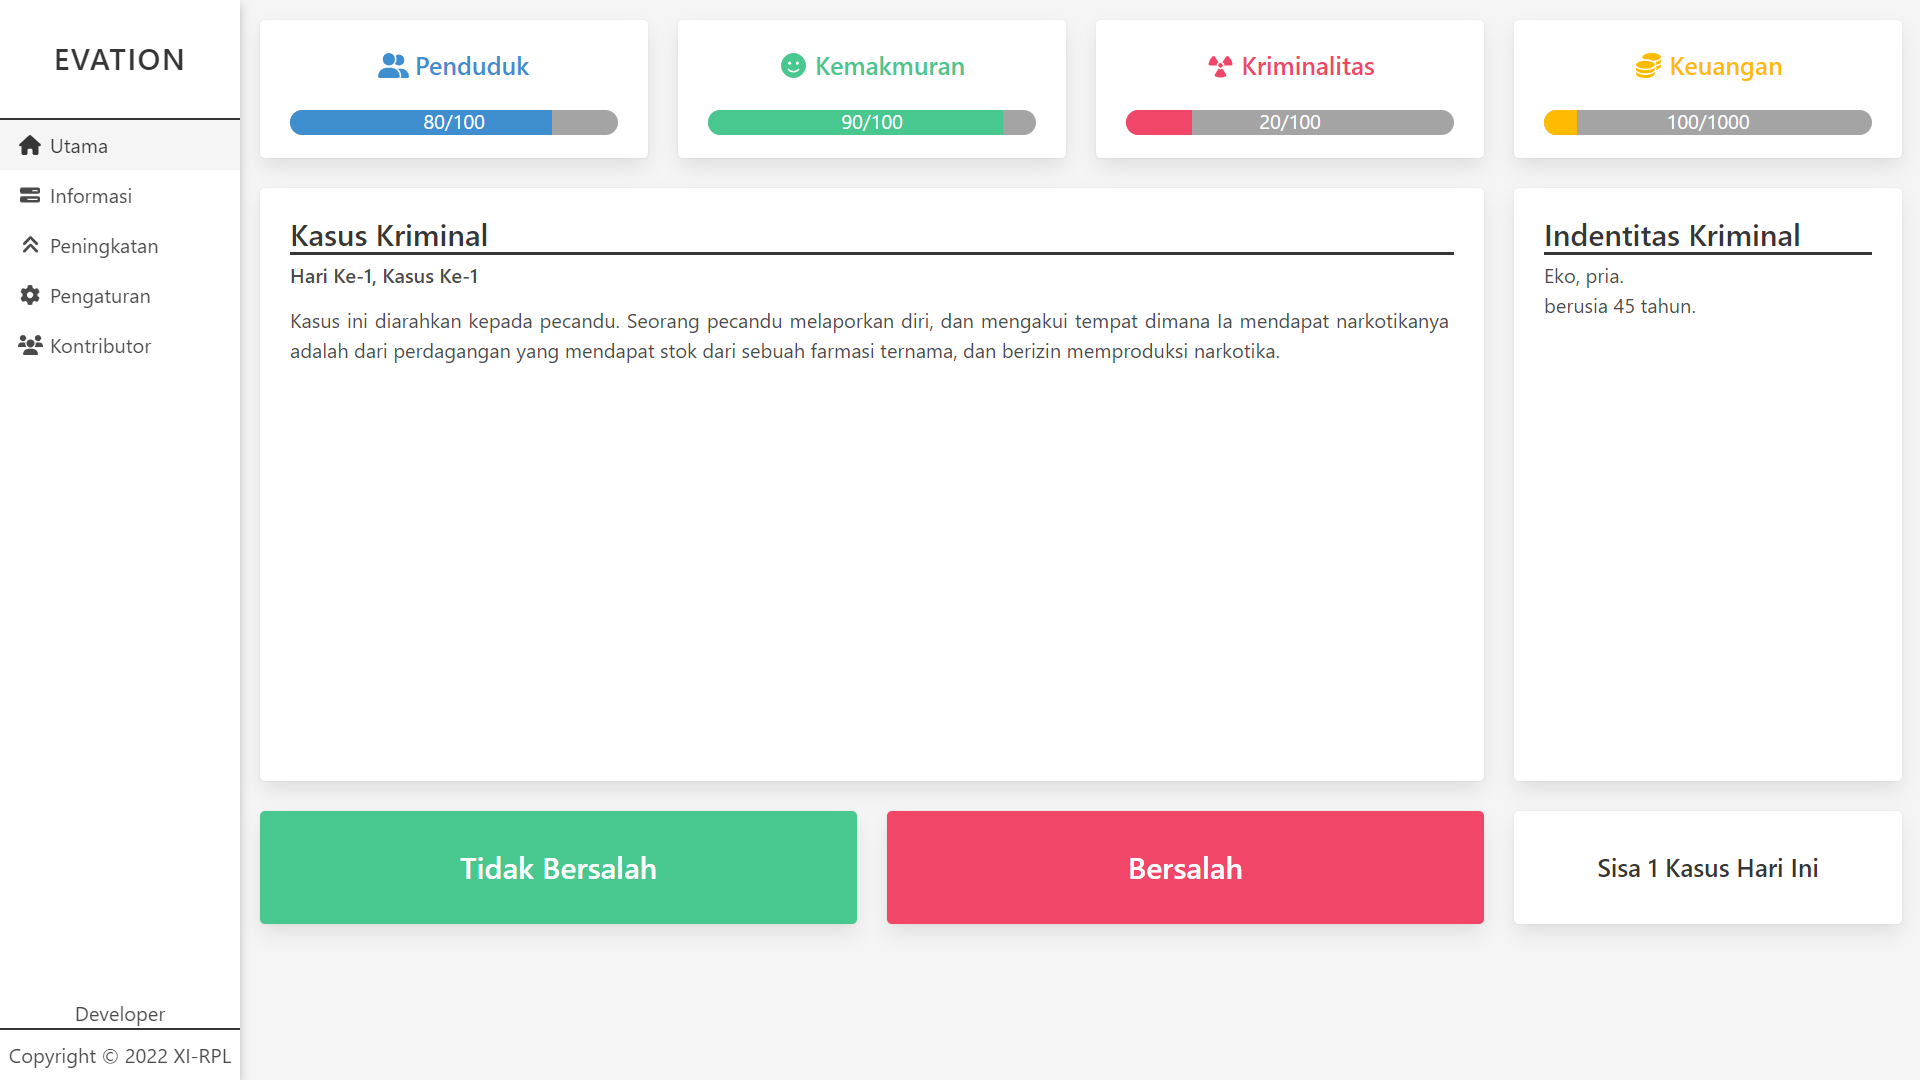 EVATION
Utama
Informasi
Peningkatan
Pengaturan
Kontributor
Developer
Copyright © 2022 XI-RPL
Penduduk
80/100
Kemakmuran
90/100
Kriminalitas
20/100
Keuangan
100/1000
Kasus Kriminal
Hari Ke-1, Kasus Ke-1
Kasus ini diarahkan kepada pecandu. Seorang pecandu melaporkan diri, dan mengakui tempat dimana Ia mendapat narkotikanya
adalah dari perdagangan yang mendapat stok dari sebuah farmasi ternama, dan berizin memproduksi narkotika.
Indentitas Kriminal
Eko, pria.
berusia 45 tahun.
Tidak Bersalah
Bersalah
Sisa 1 Kasus Hari Ini